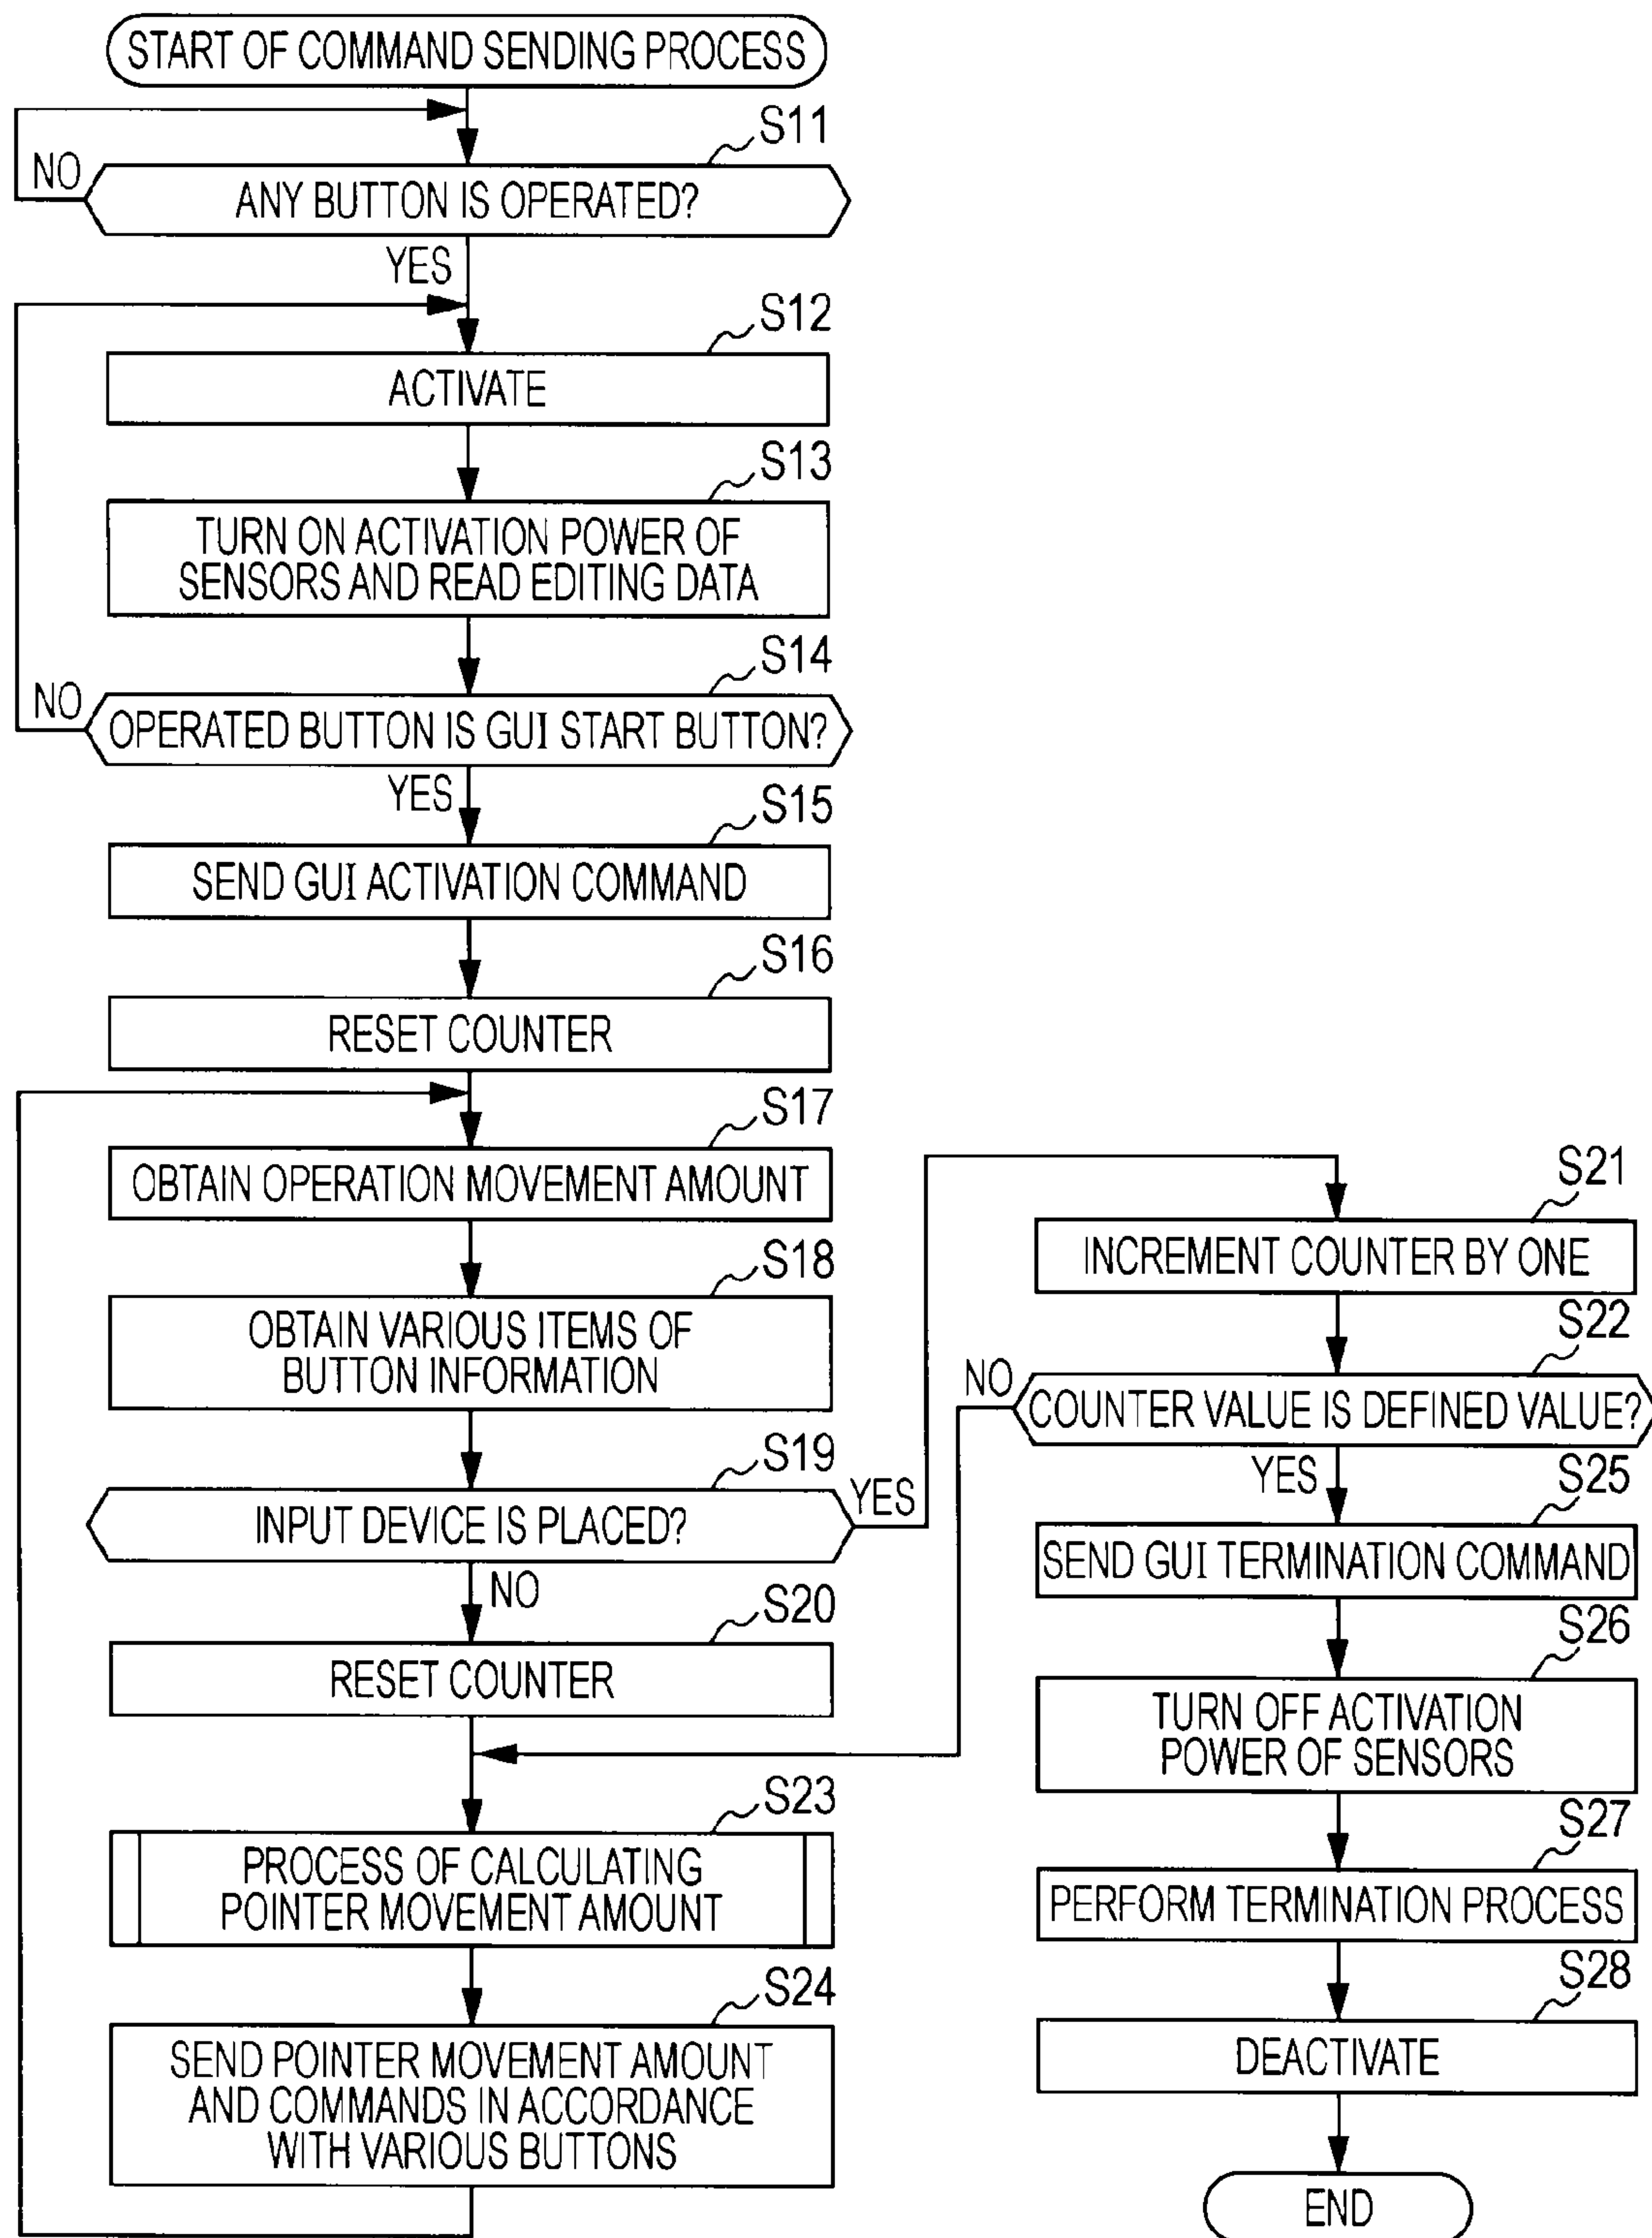 START OF COMMAND SENDING PROCESS
S11
NO
ANY BUTTON IS OPERATED?
YES
S12
ACTIVATE
S13
TURN ON ACTIVATION POWER OF
SENSORS AND READ EDITING DATA
S14
NO
OPERATED BUTTON IS GUI START BUTTON?
YES
S15
SEND GUI ACTIVATION COMMAND
S16
RESET COUNTER
S17
OBTAIN OPERATION MOVEMENT AMOUNT
S18
OBTAIN VARIOUS ITEMS OF
BUTTON INFORMATION
S19
INPUT DEVICE IS PLACED?
YES
NO
S20
RESET COUNTER
S23
PROCESS OF CALCULATING
POINTER MOVEMENT AMOUNT
S24
SEND POINTER MOVEMENT AMOUNT
AND COMMANDS IN ACCORDANCE
WITH VARIOUS BUTTONS
S21
INCREMENT COUNTER BY ONE
S22
NO
COUNTER VALUE IS DEFINED VALUE?
YES
S25
SEND GUI TERMINATION COMMAND
S26
TURN OFF ACTIVATION
POWER OF SENSORS
S27
PERFORM TERMINATION PROCESS
S28
DEACTIVATE
END